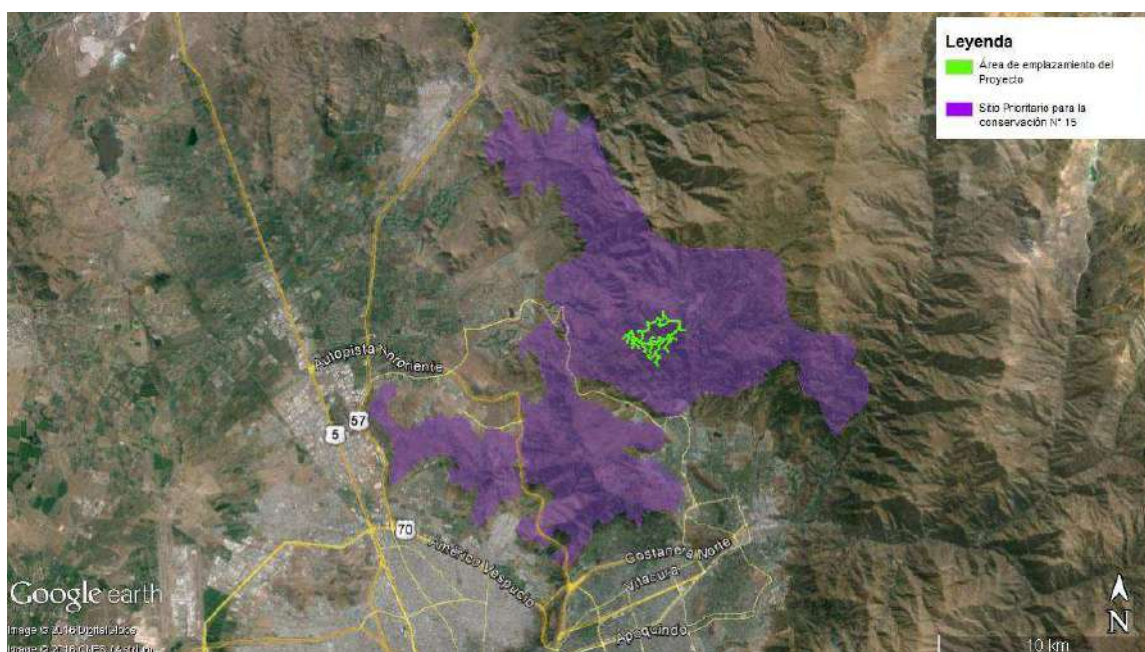 Leyenda
Área de emplazamiento del
Proyecto
Sitio Prioritario para la
conservación N° 15
Autopista Nororiente
57
5
70
Américo Vespucio
Costanera Norte
Vitacura
Apoquindo
Google earth
N
10 km